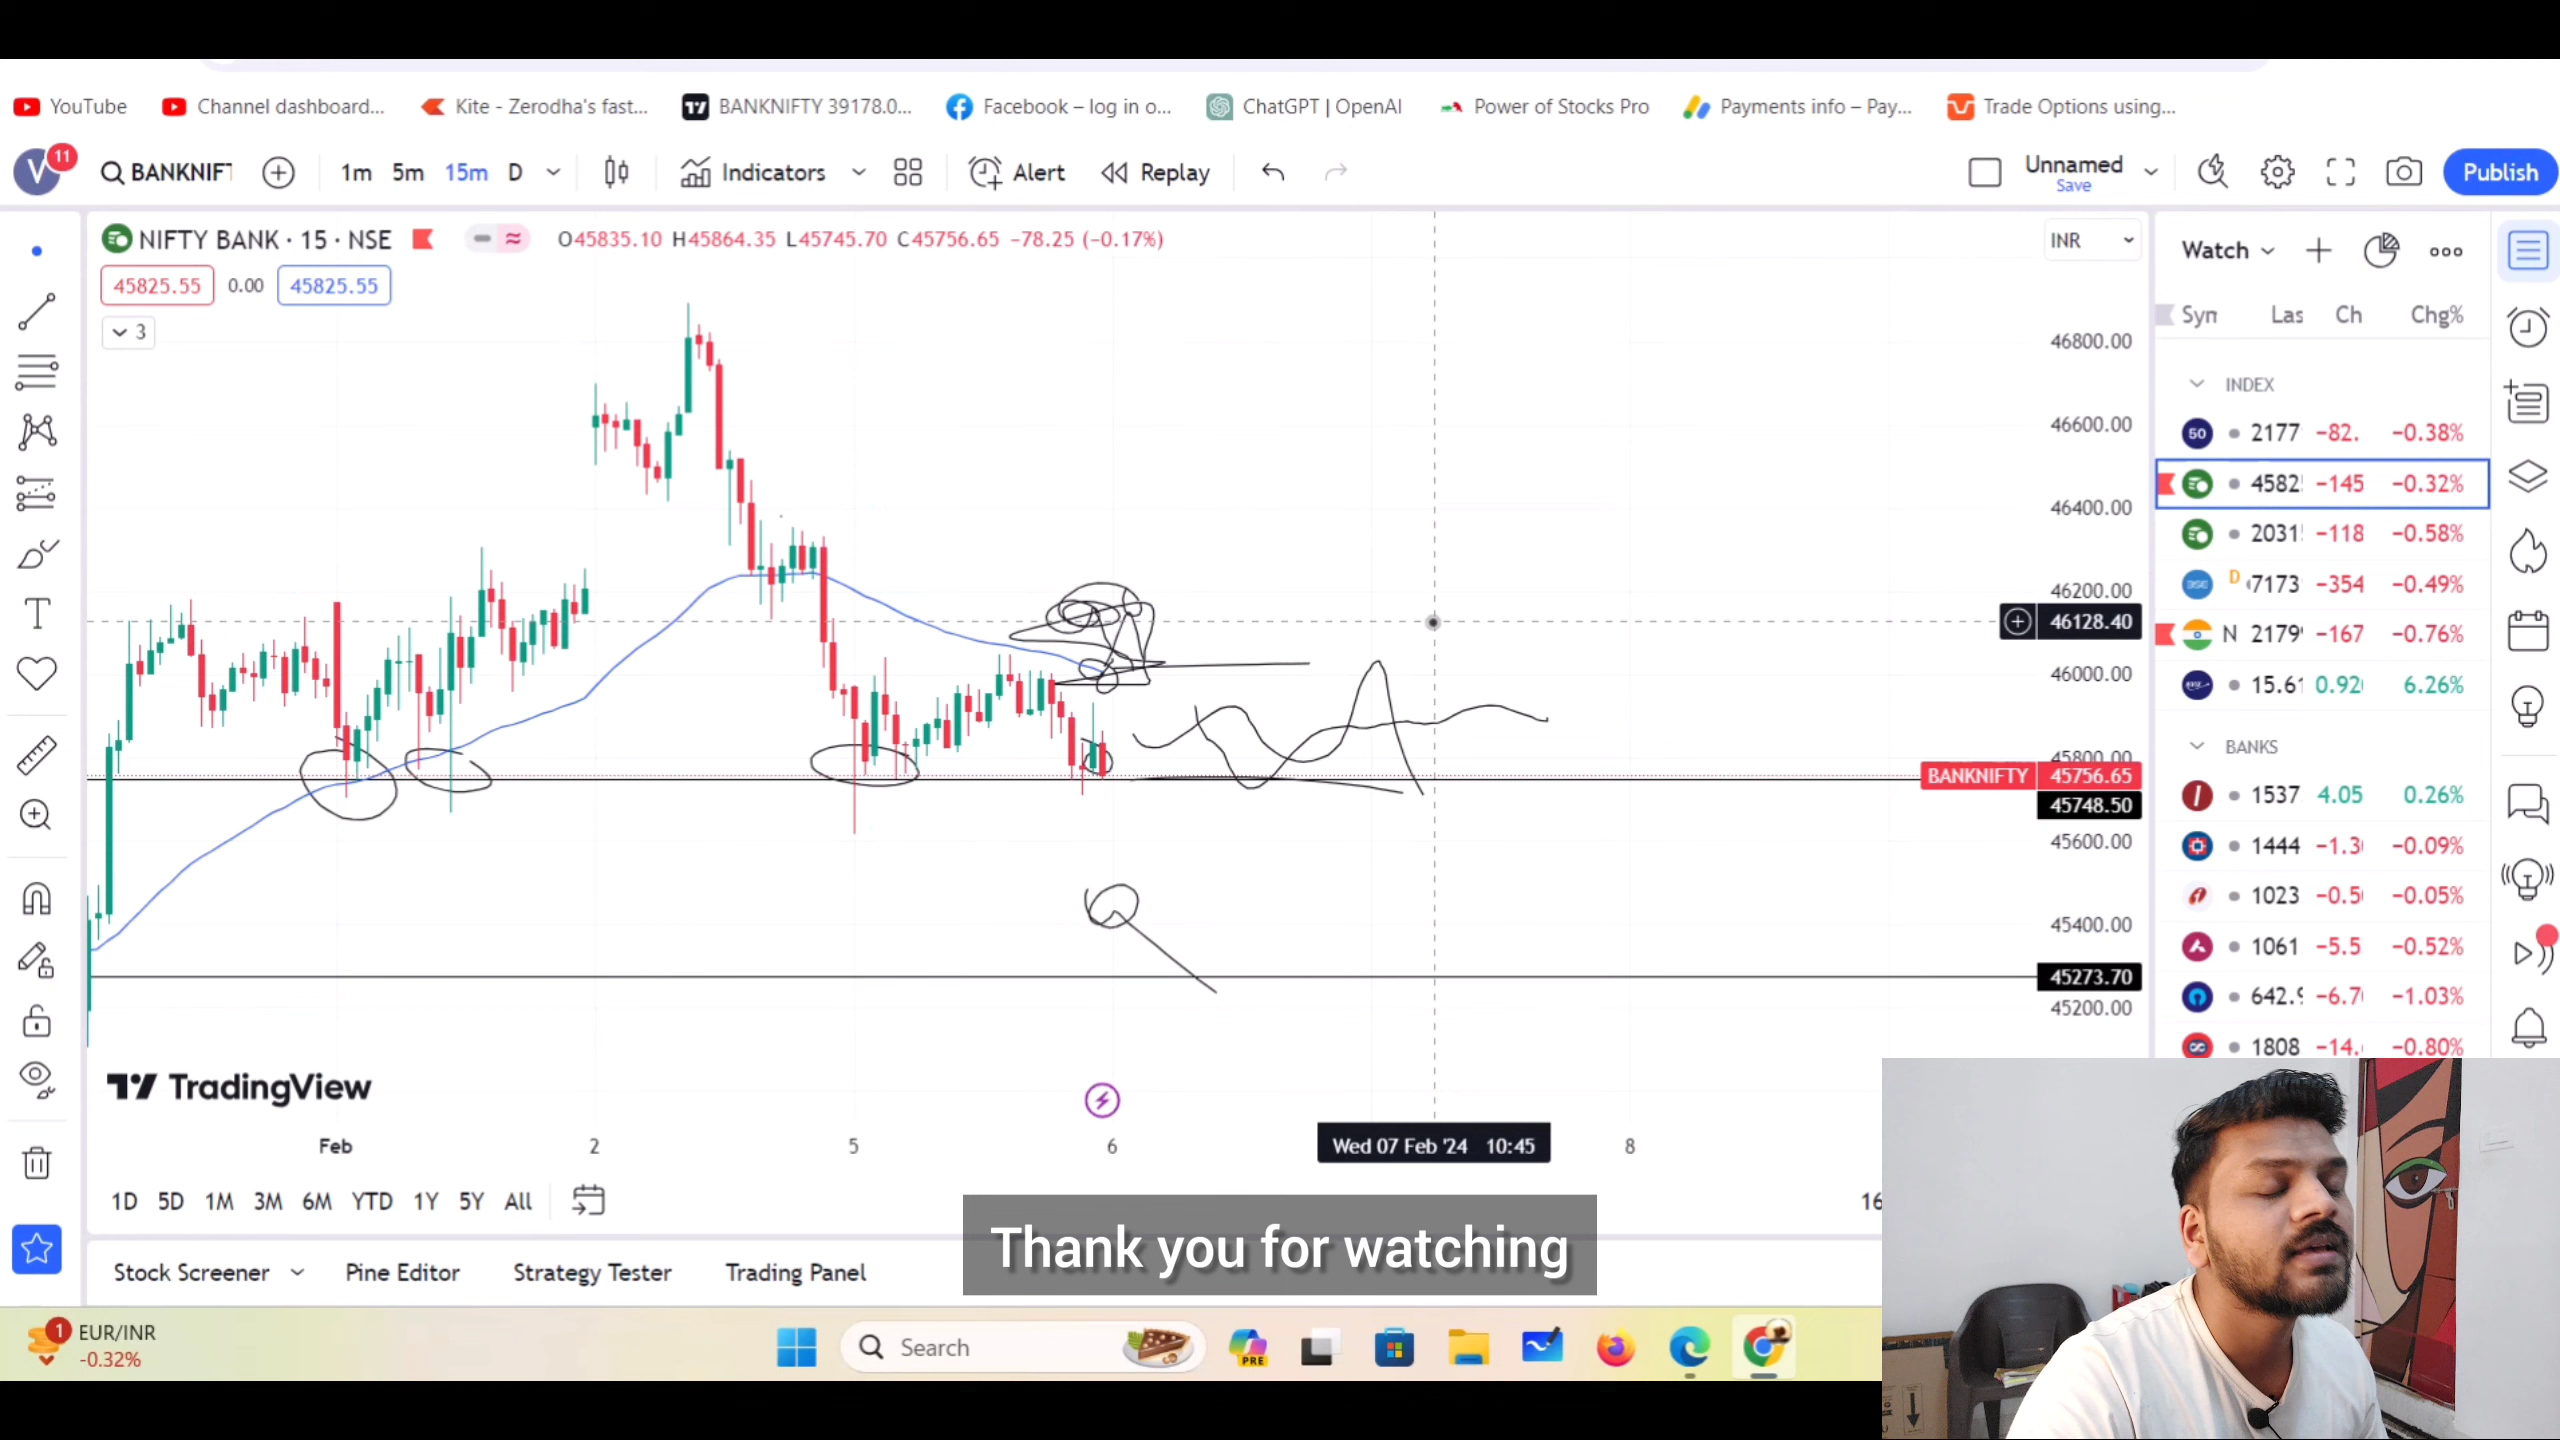 YouTube Channel dashboard... Kite - Zerodha's fast... BANKNIFTY 39178.0... Facebook – log in o... ChatGPT | OpenAI Power of Stocks Pro Payments info – Pay... Trade Options using...
V 11 BANKNIFT 1m 5m 15m D Indicators Alert Replay Unnamed Save Publish
NIFTY BANK · 15 · NSE O45835.10 H45864.35 L45745.70 C45756.65 −78.25 (−0.17%)
INR
Watch
45825.55 0.00 45825.55
3
Syn Las Ch Chg%
46800.00
INDEX
46600.00
50 2177 −82. −0.38%
4582 −145 −0.32%
46400.00
2031 −118 −0.58%
D 7173 −354 −0.49%
46200.00
46128.40
N 2179 −167 −0.76%
46000.00
15.61 0.92 6.26%
BANKS
45800.00
BANKNIFTY 45756.65
1537 4.05 0.26%
45748.50
45600.00
1444 −1.3 −0.09%
1023 −0.5 −0.05%
45400.00
1061 −5.5 −0.52%
45273.70
642.9 −6.7 −1.03%
45200.00
1808 −14. −0.80%
TradingView
Feb 2 5 6 Wed 07 Feb '24 10:45 8
1D 5D 1M 3M 6M YTD 1Y 5Y All 16
Thank you for watching
Stock Screener Pine Editor Strategy Tester Trading Panel
1 EUR/INR
-0.32%
Search
PRE